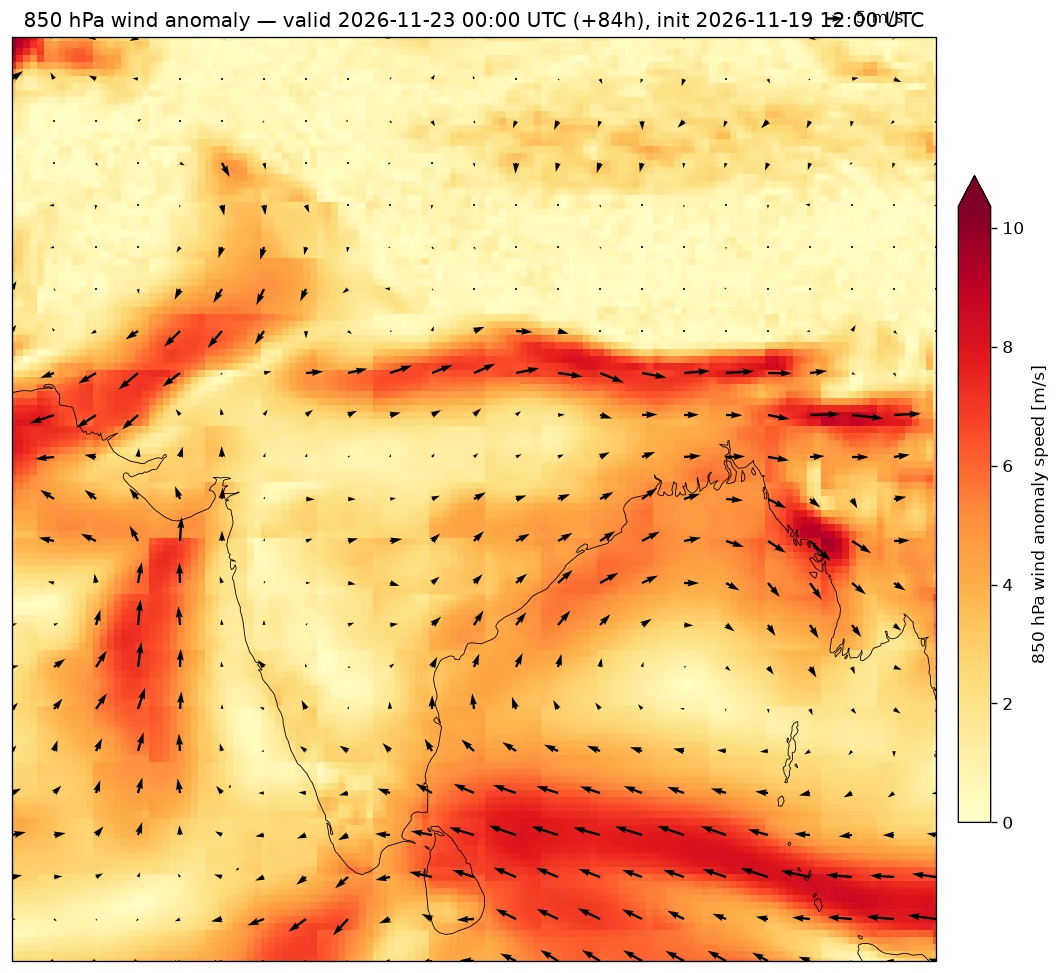 850 hPa wind anomaly — valid 2026-11-23 00:00 UTC (+84h), init 2026-11-19 12:00 UTC
5 m/s
10
8
6
4
2
0
850 hPa wind anomaly speed [m/s]